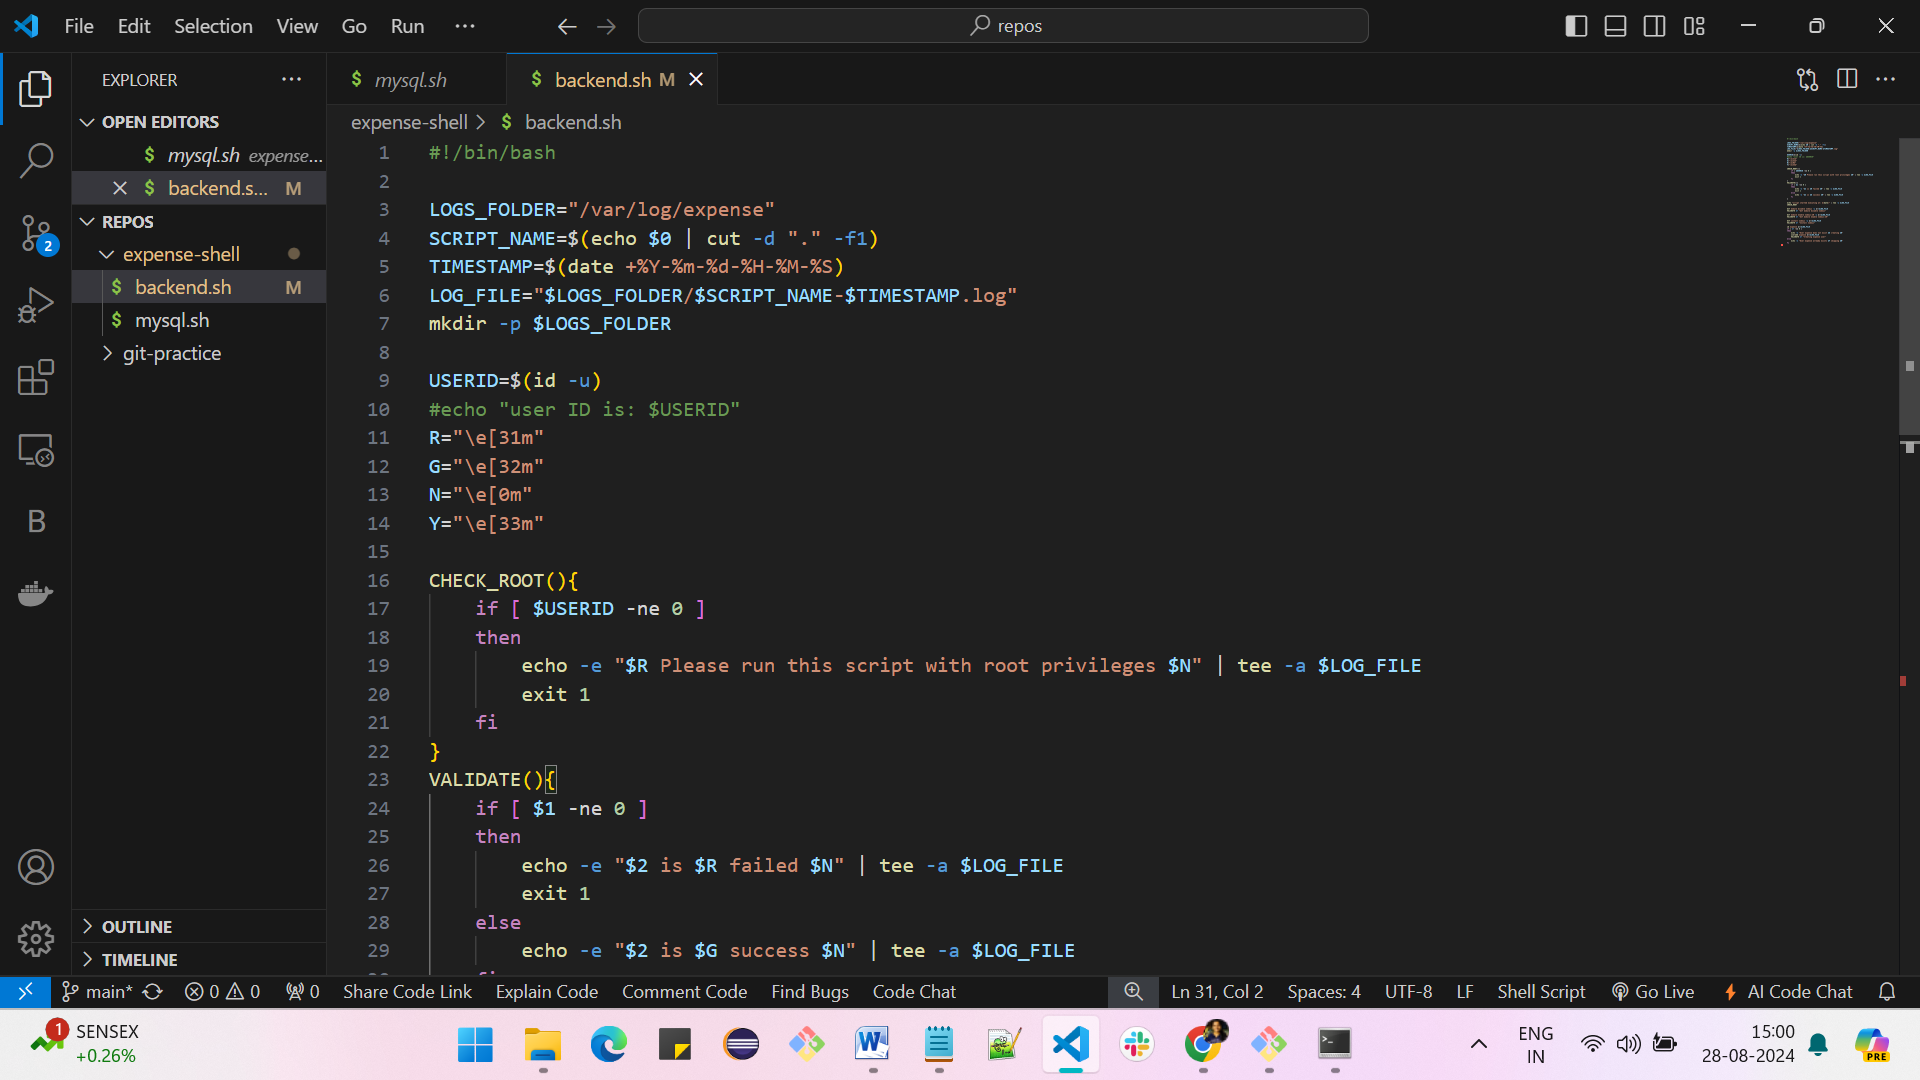 File Edit Selection View Go Run ···
repos
EXPLORER ···
OPEN EDITORS
$ mysql.sh expense...
$ backend.s... M
REPOS
expense-shell
$ backend.sh M
$ mysql.sh
git-practice
OUTLINE
TIMELINE
2
B
$ mysql.sh
$ backend.sh M
expense-shell > $ backend.sh
1 #!/bin/bash
2
3 LOGS_FOLDER="/var/log/expense"
4 SCRIPT_NAME=$(echo $0 | cut -d "." -f1)
5 TIMESTAMP=$(date +%Y-%m-%d-%H-%M-%S)
6 LOG_FILE="$LOGS_FOLDER/$SCRIPT_NAME-$TIMESTAMP.log"
7 mkdir -p $LOGS_FOLDER
8
9 USERID=$(id -u)
10 #echo "user ID is: $USERID"
11 R="\e[31m"
12 G="\e[32m"
13 N="\e[0m"
14 Y="\e[33m"
15
16 CHECK_ROOT(){
17 if [ $USERID -ne 0 ]
18 then
19 echo -e "$R Please run this script with root privileges $N" | tee -a $LOG_FILE
20 exit 1
21 fi
22 }
23 VALIDATE(){
24 if [ $1 -ne 0 ]
25 then
26 echo -e "$2 is $R failed $N" | tee -a $LOG_FILE
27 exit 1
28 else
29 echo -e "$2 is $G success $N" | tee -a $LOG_FILE
main* 0 0 0 Share Code Link Explain Code Comment Code Find Bugs Code Chat Ln 31, Col 2 Spaces: 4 UTF-8 LF Shell Script Go Live AI Code Chat
1 SENSEX
+0.26%
ENG
IN
15:00
28-08-2024
PRE